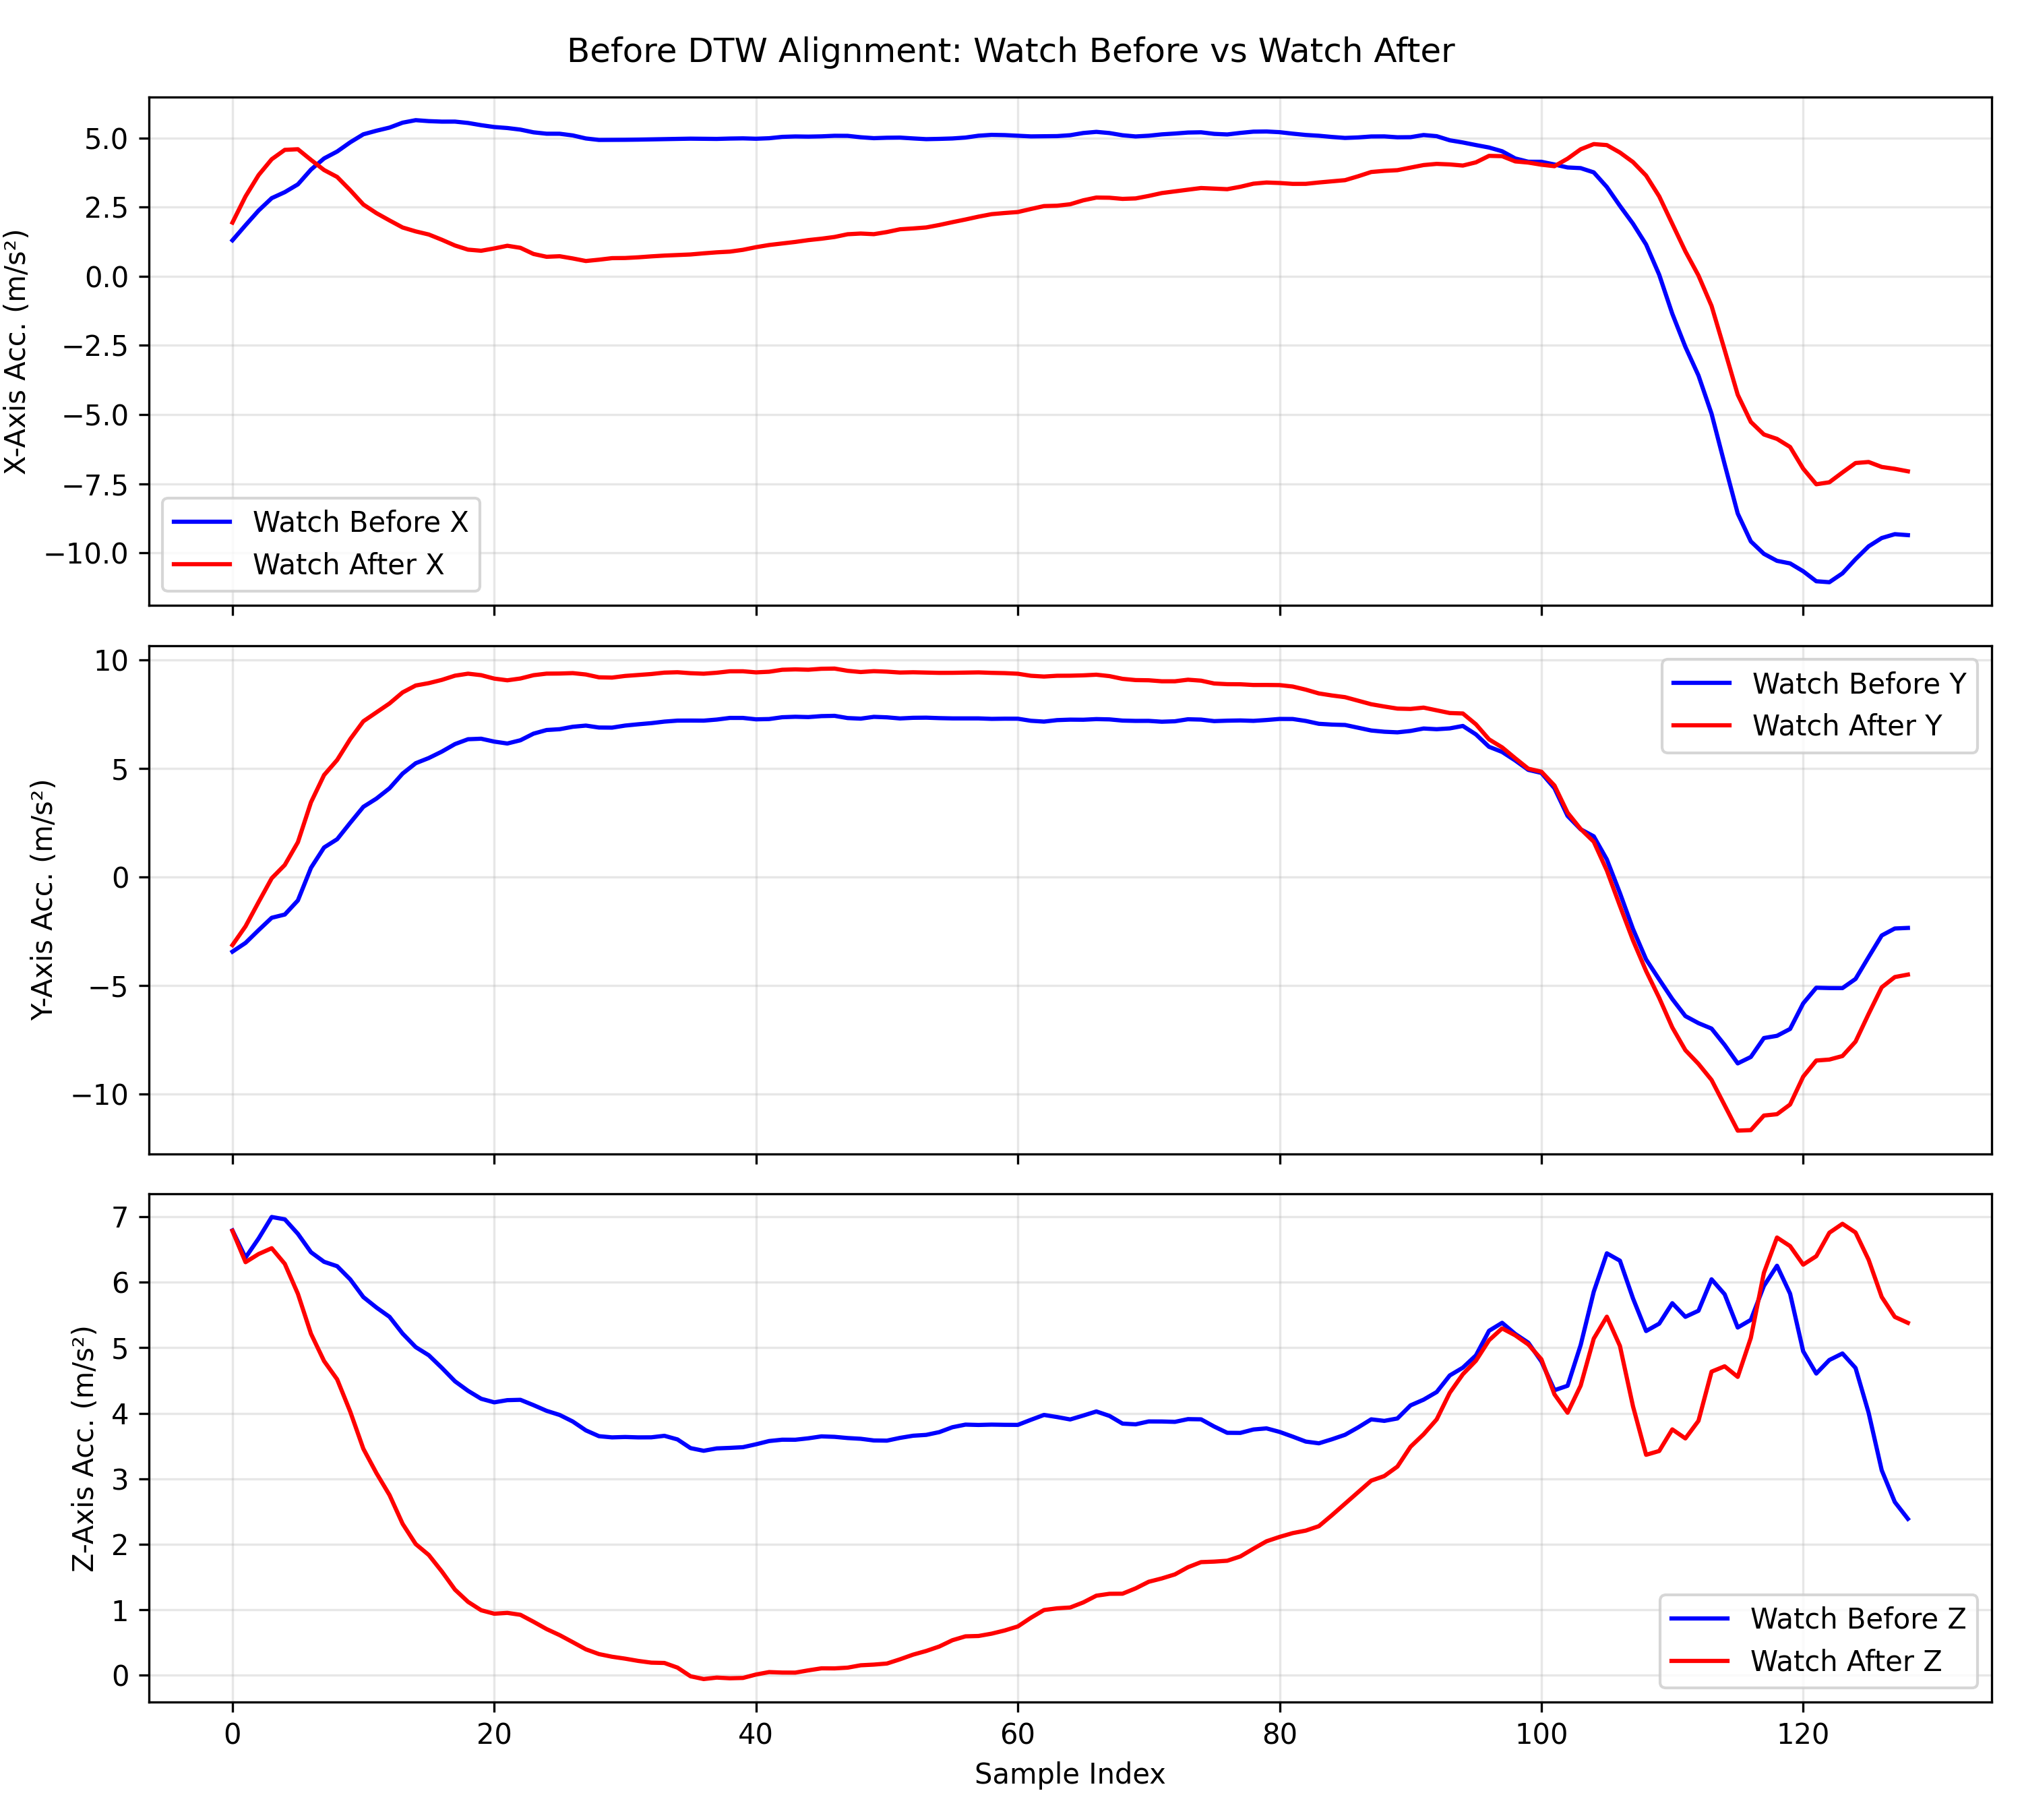 Before DTW Alignment: Watch Before vs Watch After
X-Axis Acc. (m/s²)
5.0
2.5
0.0
−2.5
−5.0
−7.5
−10.0
Watch Before X
Watch After X
Y-Axis Acc. (m/s²)
10
5
0
−5
−10
Watch Before Y
Watch After Y
Z-Axis Acc. (m/s²)
7
6
5
4
3
2
1
0
Watch Before Z
Watch After Z
0 20 40 60 80 100 120
Sample Index